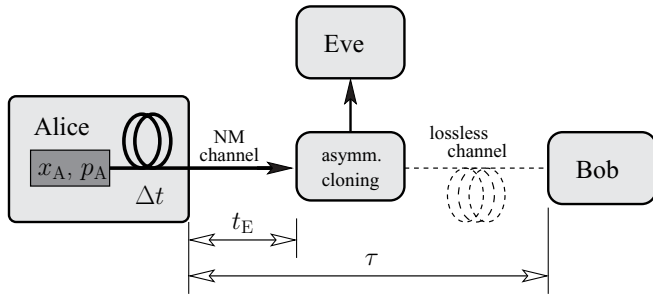 Eve
Alice
x_A, p_A
Δt
NM
channel
asymm.
cloning
lossless
channel
Bob
t_E
τ